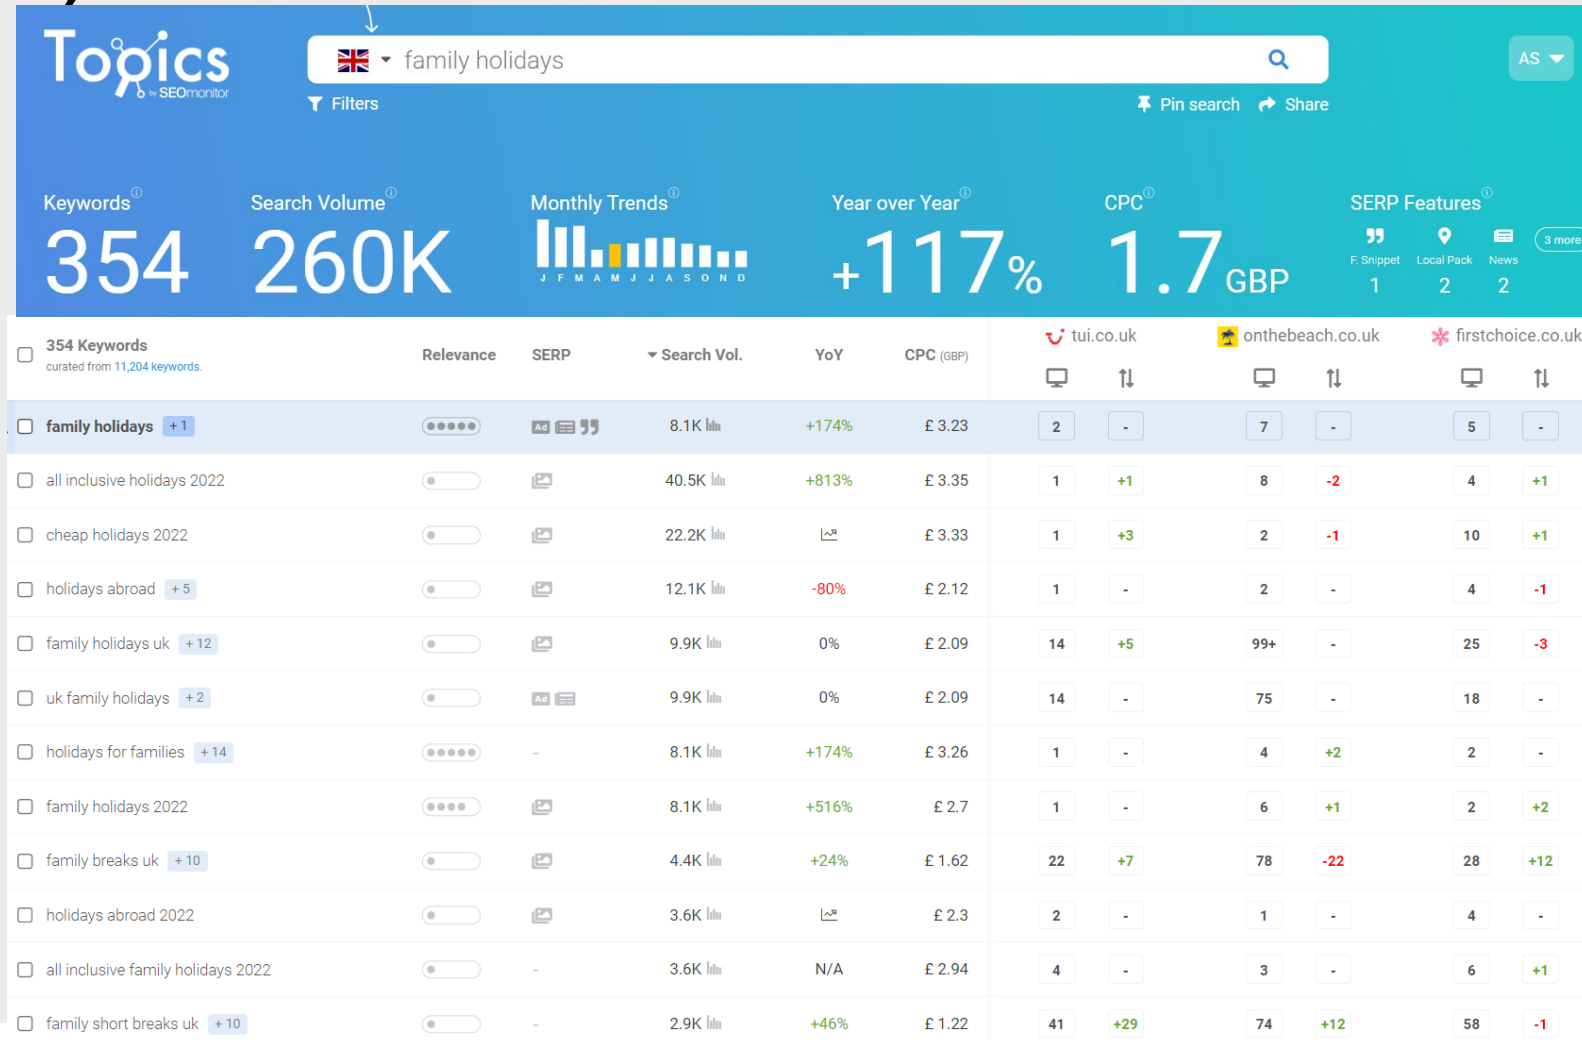 Topics
by SEOmonitor
family holidays
AS
Filters
Pin search Share
Keywords Search Volume Monthly Trends Year over Year CPC SERP Features
354 260K +117% 1.7 GBP
J F M A M J J A S O N D
F. Snippet Local Pack News 3 more
1 2 2
354 Keywords
curated from 11,204 keywords.
Relevance SERP Search Vol. YoY CPC (GBP)
tui.co.uk onthebeach.co.uk firstchoice.co.uk
family holidays +1 Ad 8.1K +174% £ 3.23 2 - 7 - 5 -
all inclusive holidays 2022 40.5K +813% £ 3.35 1 +1 8 -2 4 +1
cheap holidays 2022 22.2K £ 3.33 1 +3 2 -1 10 +1
holidays abroad +5 12.1K -80% £ 2.12 1 - 2 - 4 -1
family holidays uk +12 9.9K 0% £ 2.09 14 +5 99+ - 25 -3
uk family holidays +2 Ad 9.9K 0% £ 2.09 14 - 75 - 18 -
holidays for families +14 - 8.1K +174% £ 3.26 1 - 4 +2 2 -
family holidays 2022 8.1K +516% £ 2.7 1 - 6 +1 2 +2
family breaks uk +10 4.4K +24% £ 1.62 22 +7 78 -22 28 +12
holidays abroad 2022 3.6K £ 2.3 2 - 1 - 4 -
all inclusive family holidays 2022 - 3.6K N/A £ 2.94 4 - 3 - 6 +1
family short breaks uk +10 - 2.9K +46% £ 1.22 41 +29 74 +12 58 -1